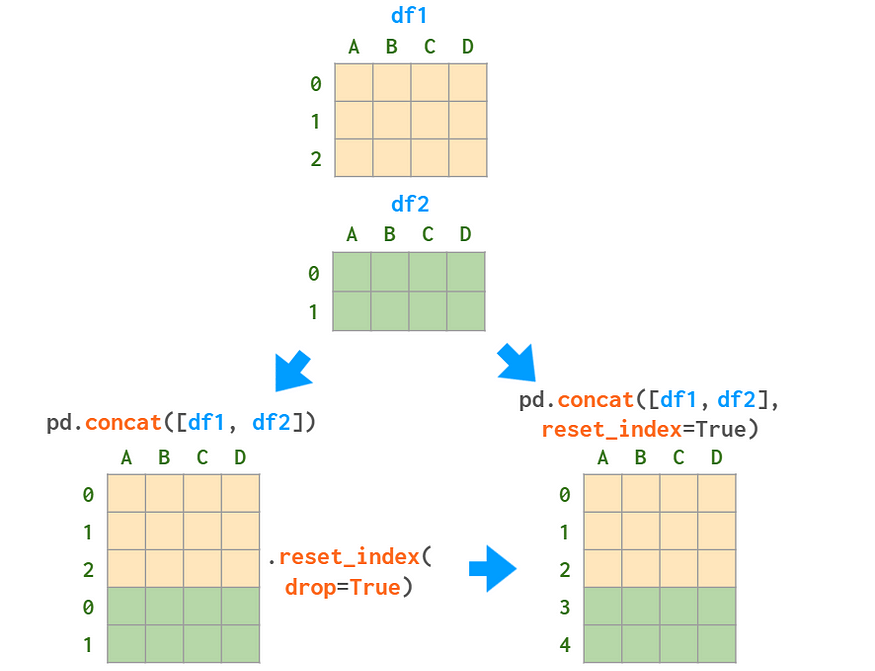 df1
A B C D
0
1
2
df2
A B C D
0
1
pd.concat([df1, df2])
A B C D
0
1
2
0
1
.reset_index(
drop=True)
pd.concat([df1, df2],
reset_index=True)
A B C D
0
1
2
3
4